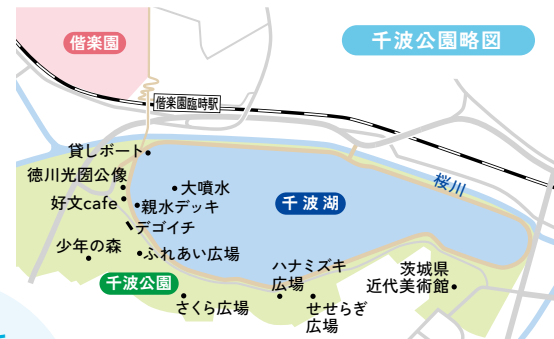 偕楽園
千波公園略図
偕楽園臨時駅
貸しボート
徳川光圀公像
好文cafe
大噴水
親水デッキ
デゴイチ
千波湖
桜川
少年の森
ふれあい広場
千波公園
さくら広場
ハナミズキ
広場
せせらぎ
広場
茨城県
近代美術館